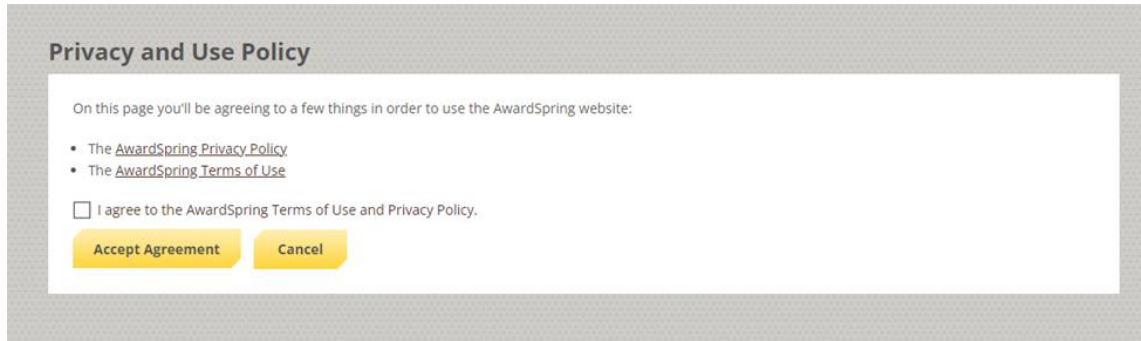 Privacy and Use Policy
On this page you'll be agreeing to a few things in order to use the AwardSpring website:
• The AwardSpring Privacy Policy
• The AwardSpring Terms of Use
I agree to the AwardSpring Terms of Use and Privacy Policy.
Accept Agreement Cancel